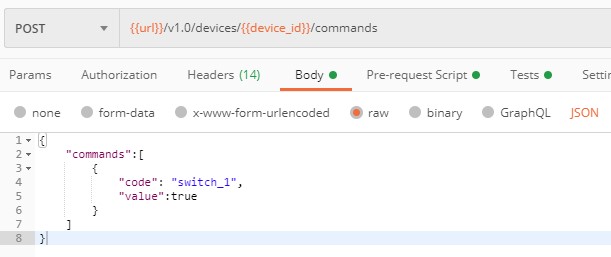 POST {{url}}/v1.0/devices/{{device_id}}/commands
Params Authorization Headers (14) Body Pre-request Script Tests Settin
none form-data x-www-form-urlencoded raw binary GraphQL JSON
1 {
2 "commands":[
3 {
4 "code": "switch_1",
5 "value":true
6 }
7 ]
8 }